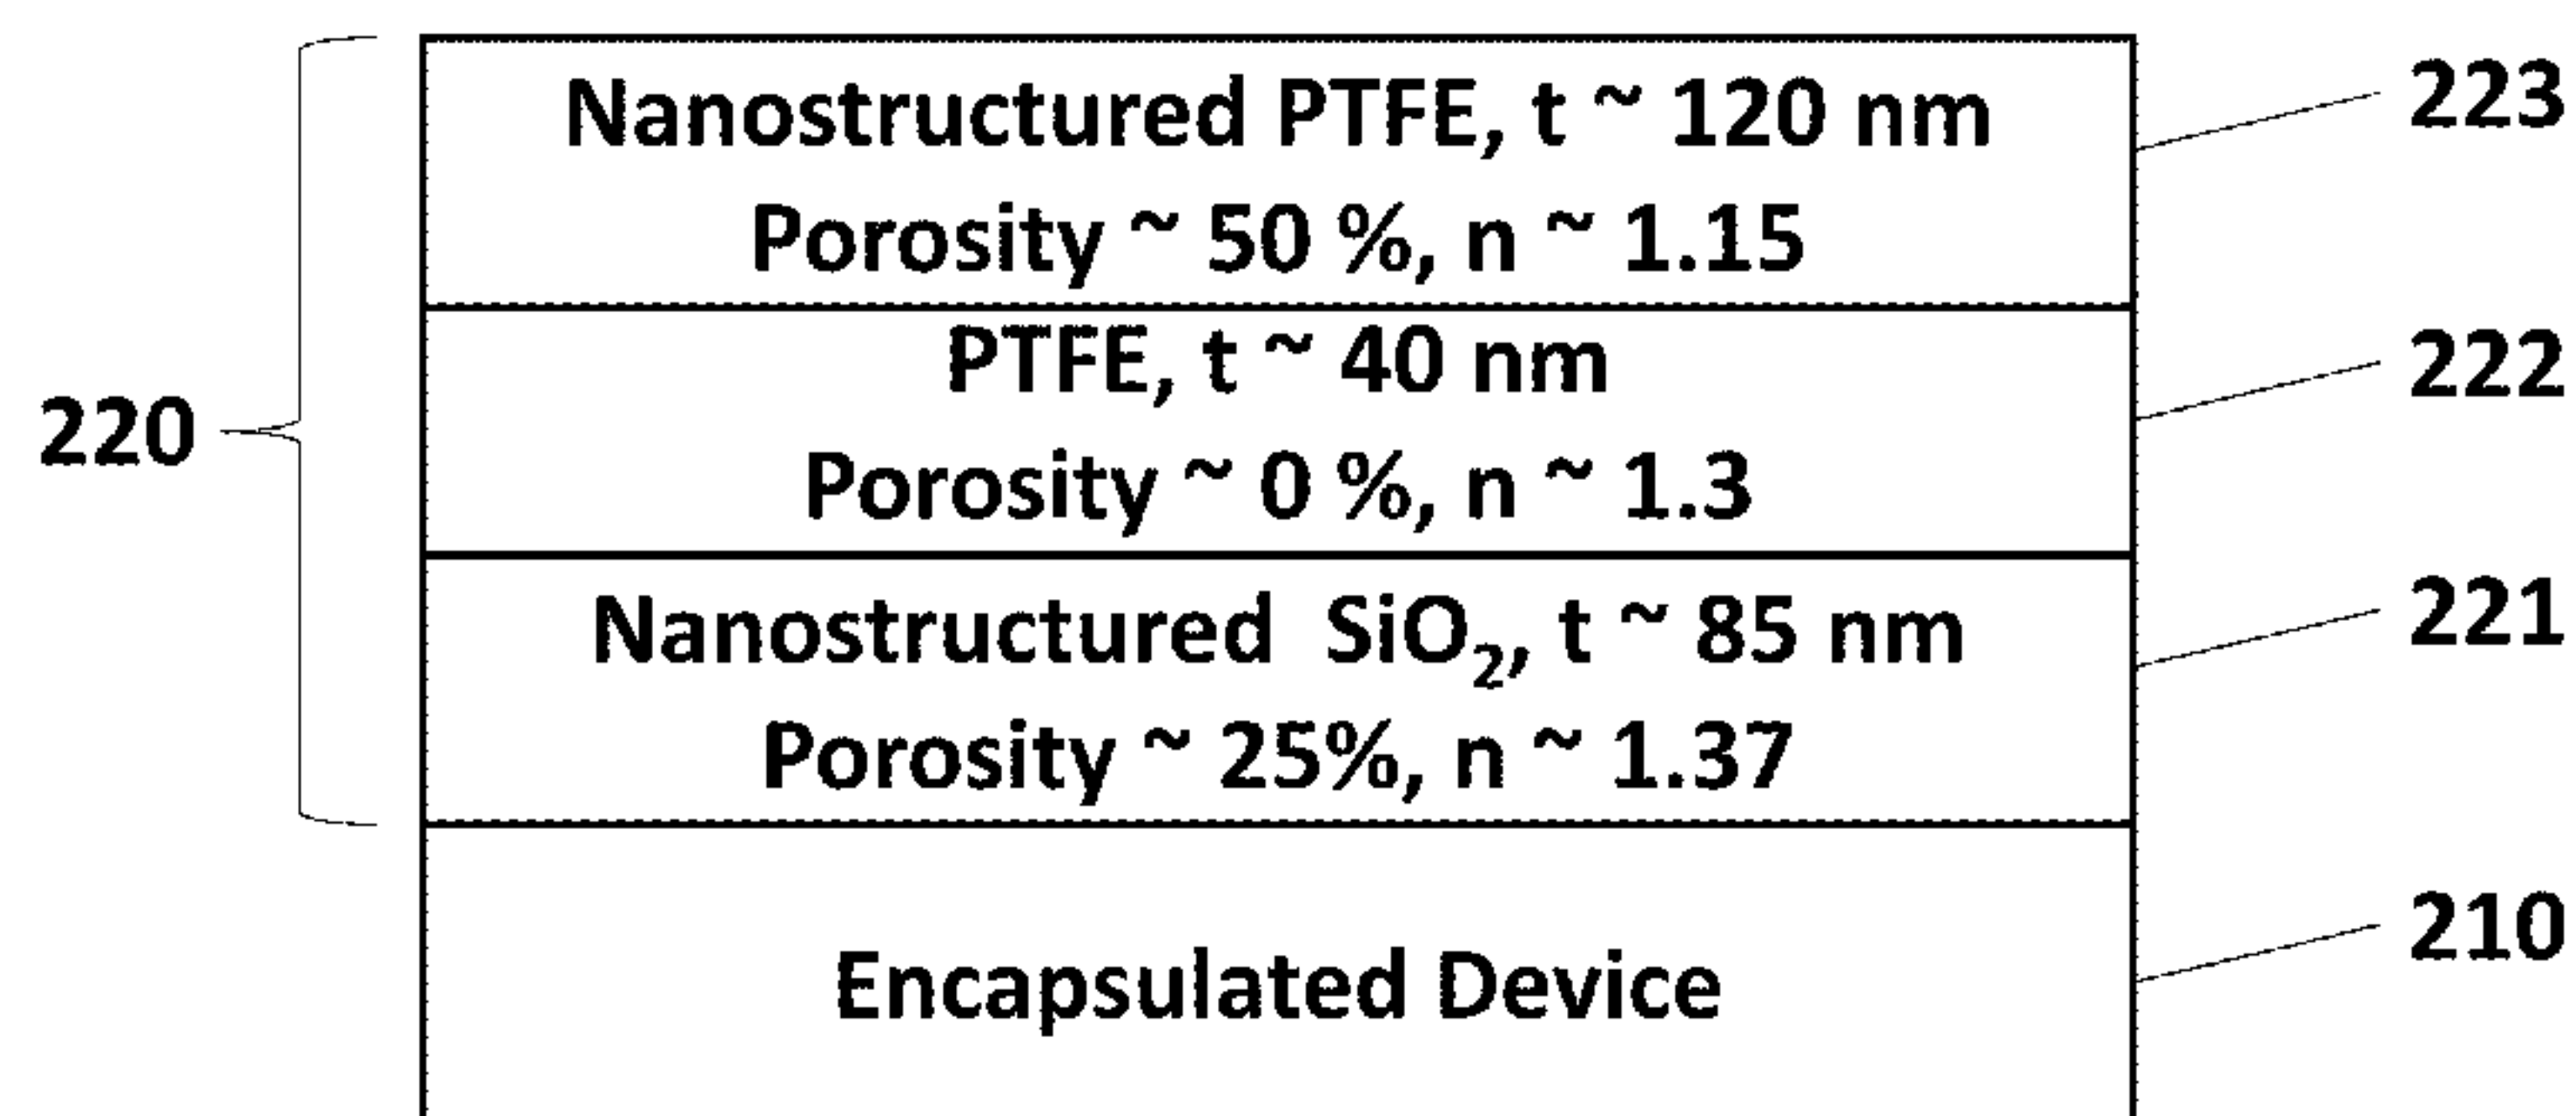 Nanostructured PTFE, t ~ 120 nm
Porosity ~ 50 %, n ~ 1.15
223
PTFE, t ~ 40 nm
Porosity ~ 0 %, n ~ 1.3
222
220
Nanostructured SiO₂, t ~ 85 nm
Porosity ~ 25%, n ~ 1.37
221
Encapsulated Device
210